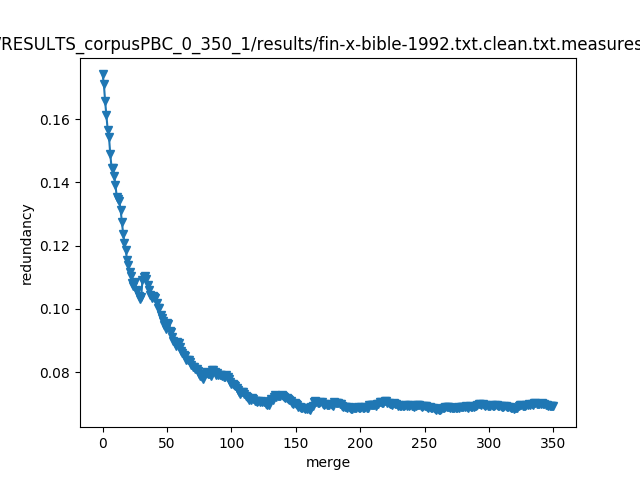 /RESULTS_corpusPBC_0_350_1/results/fin-x-bible-1992.txt.clean.txt.measures
redundancy
0.16
0.14
0.12
0.10
0.08
0 50 100 150 200 250 300 350
merge